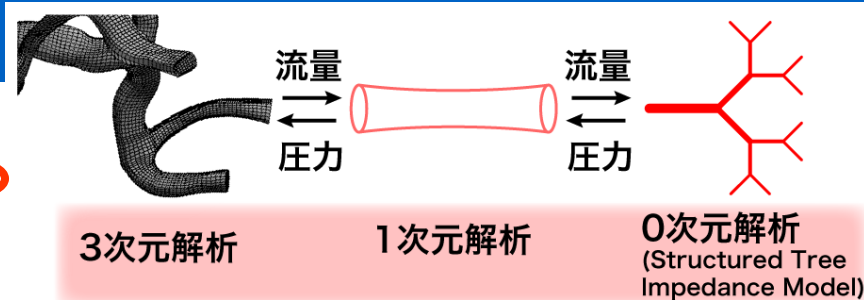 流量
圧力
流量
圧力
3次元解析
1次元解析
0次元解析
(Structured Tree
Impedance Model)